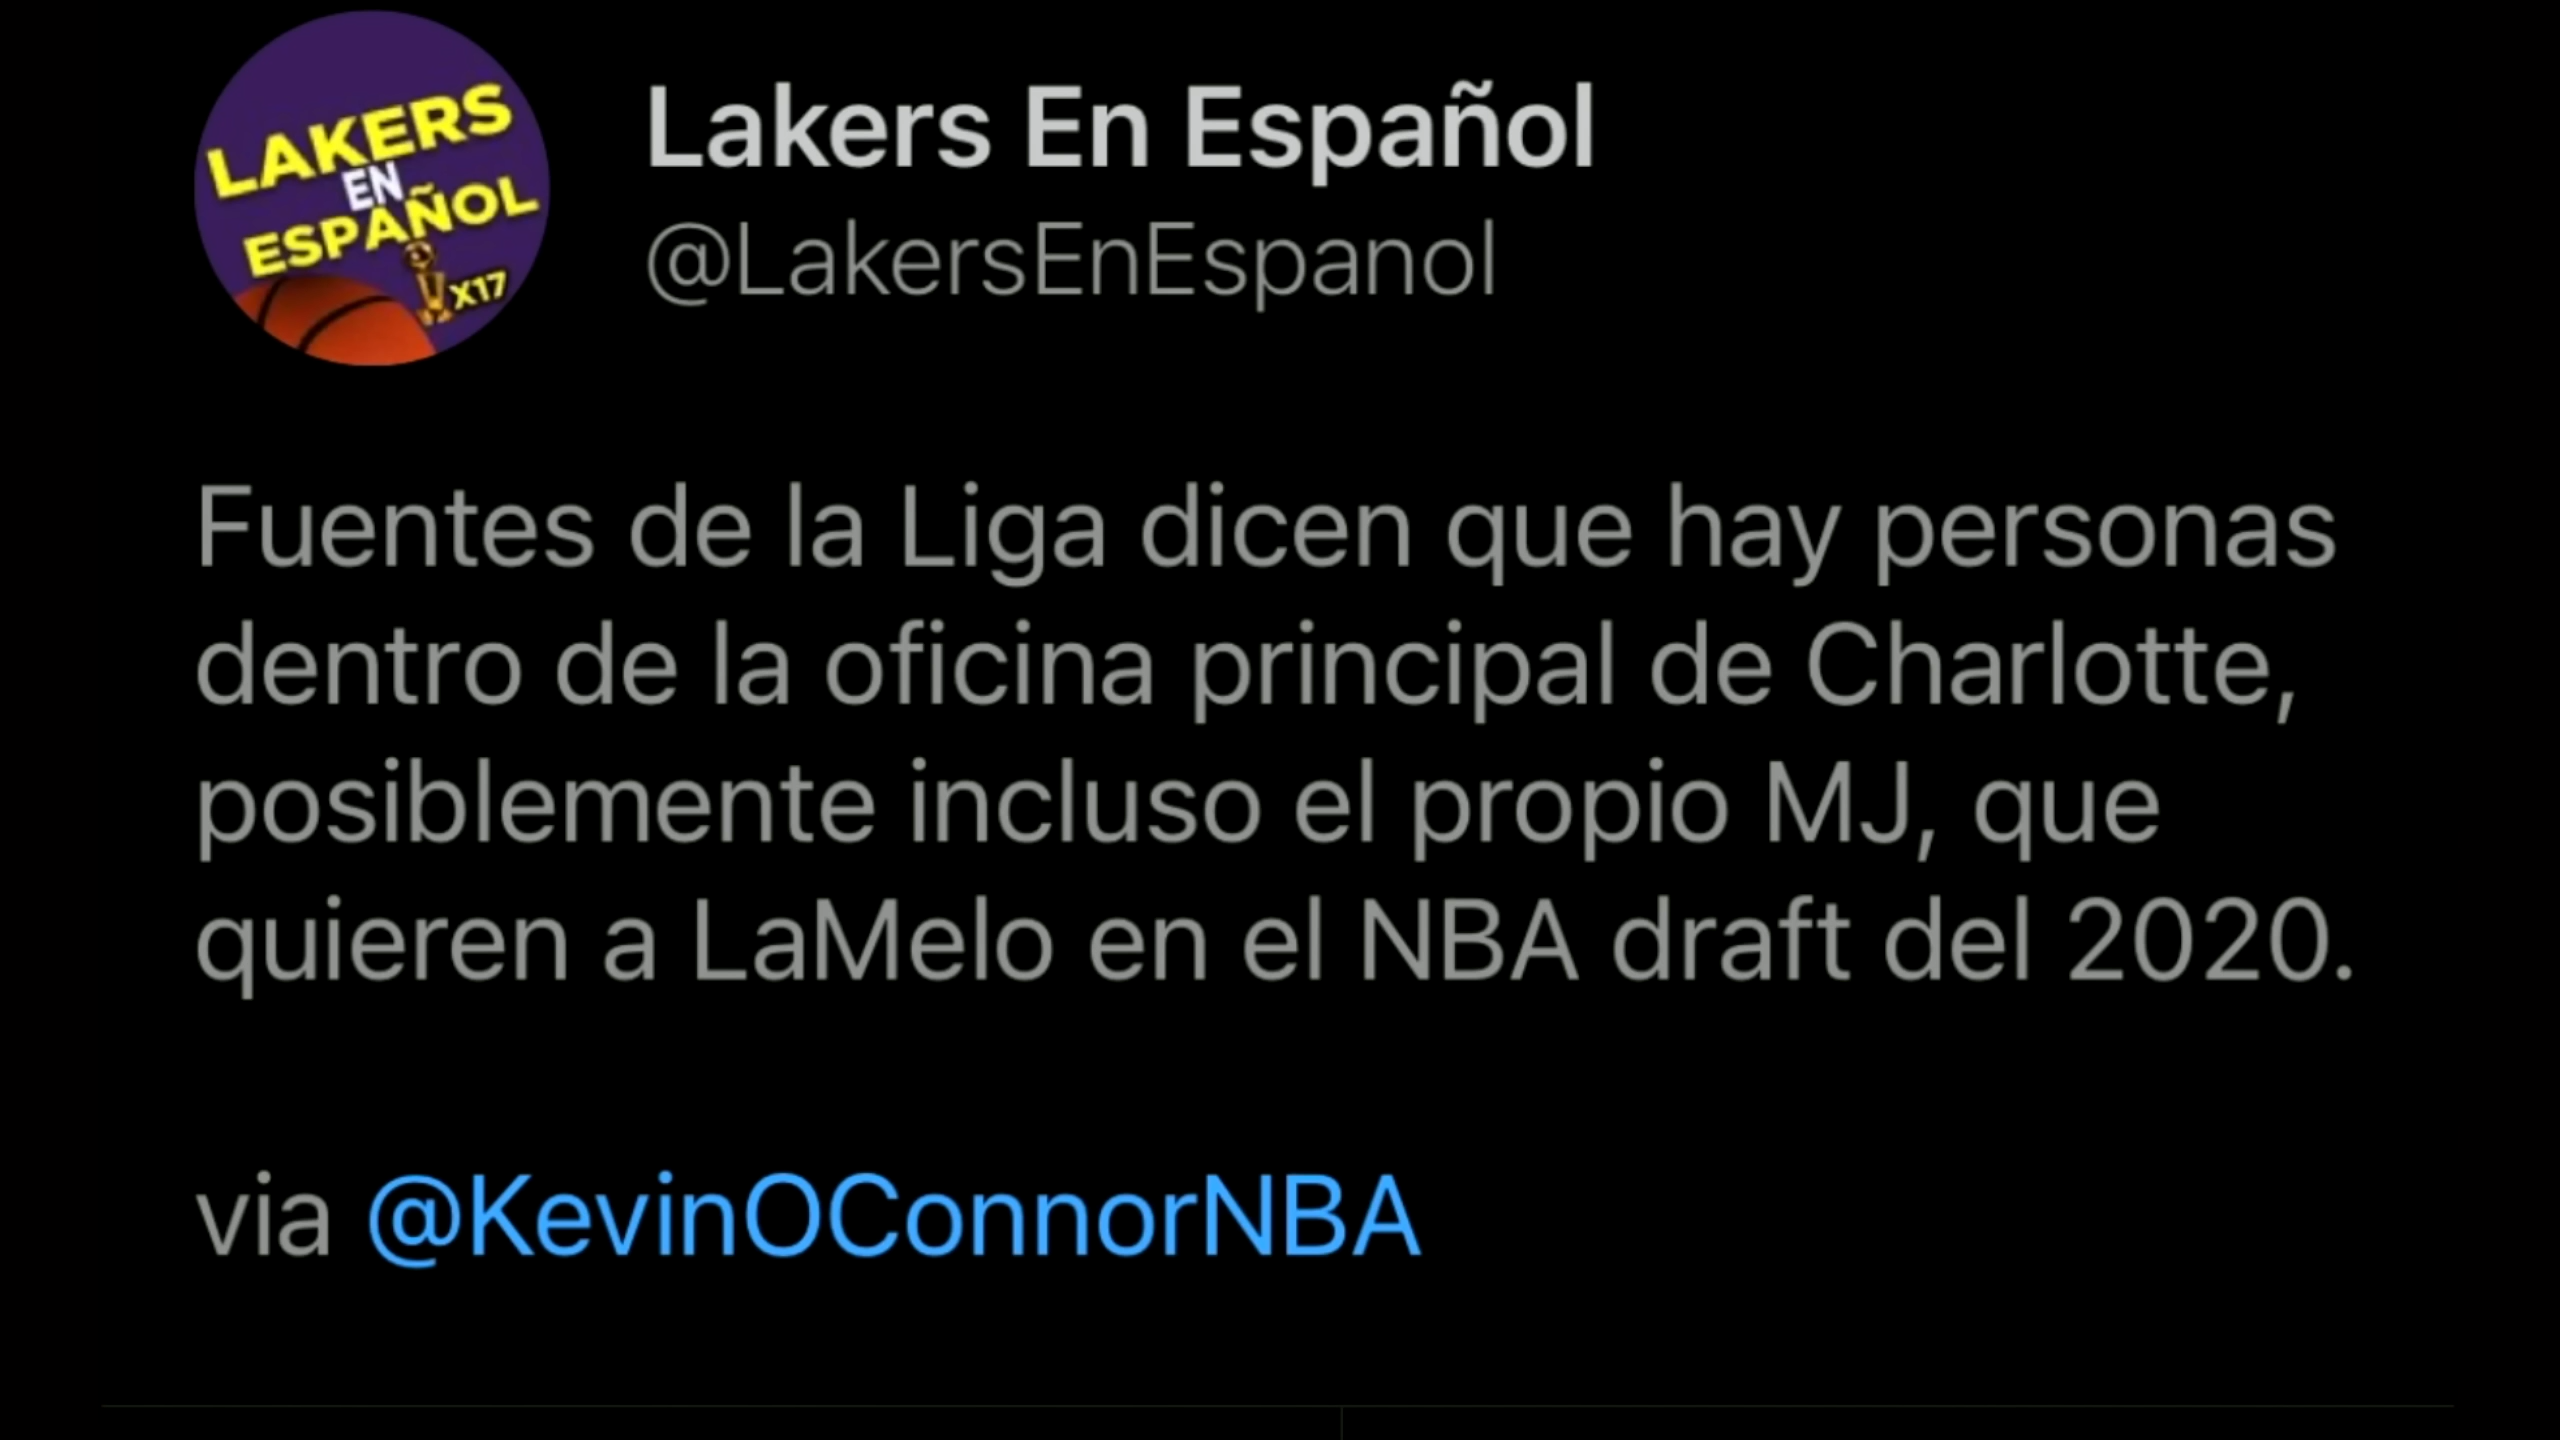 LAKERS
EN
ESPAÑOL
X17
Lakers En Español
@LakersEnEspanol
Fuentes de la Liga dicen que hay personas
dentro de la oficina principal de Charlotte,
posiblemente incluso el propio MJ, que
quieren a LaMelo en el NBA draft del 2020.
via @KevinOConnorNBA